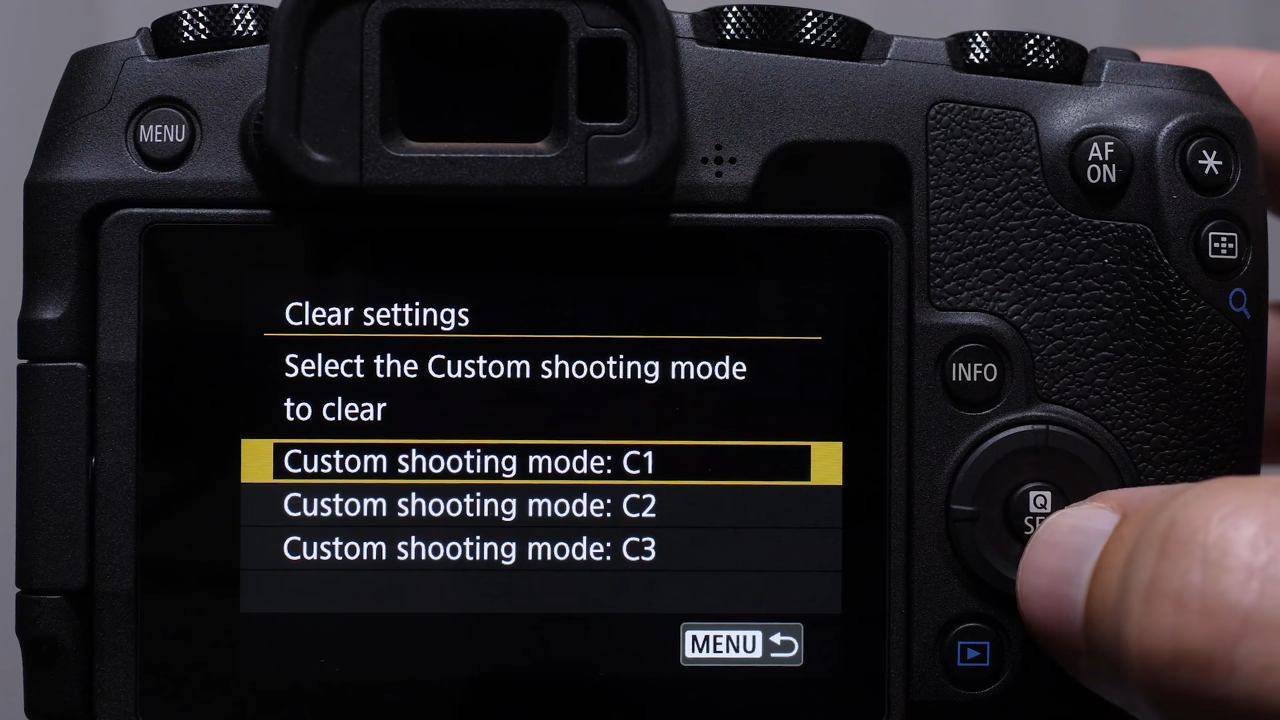 MENU
AF
ON
Clear settings
Select the Custom shooting mode
to clear
Custom shooting mode: C1
Custom shooting mode: C2
Custom shooting mode: C3
MENU
INFO
Q